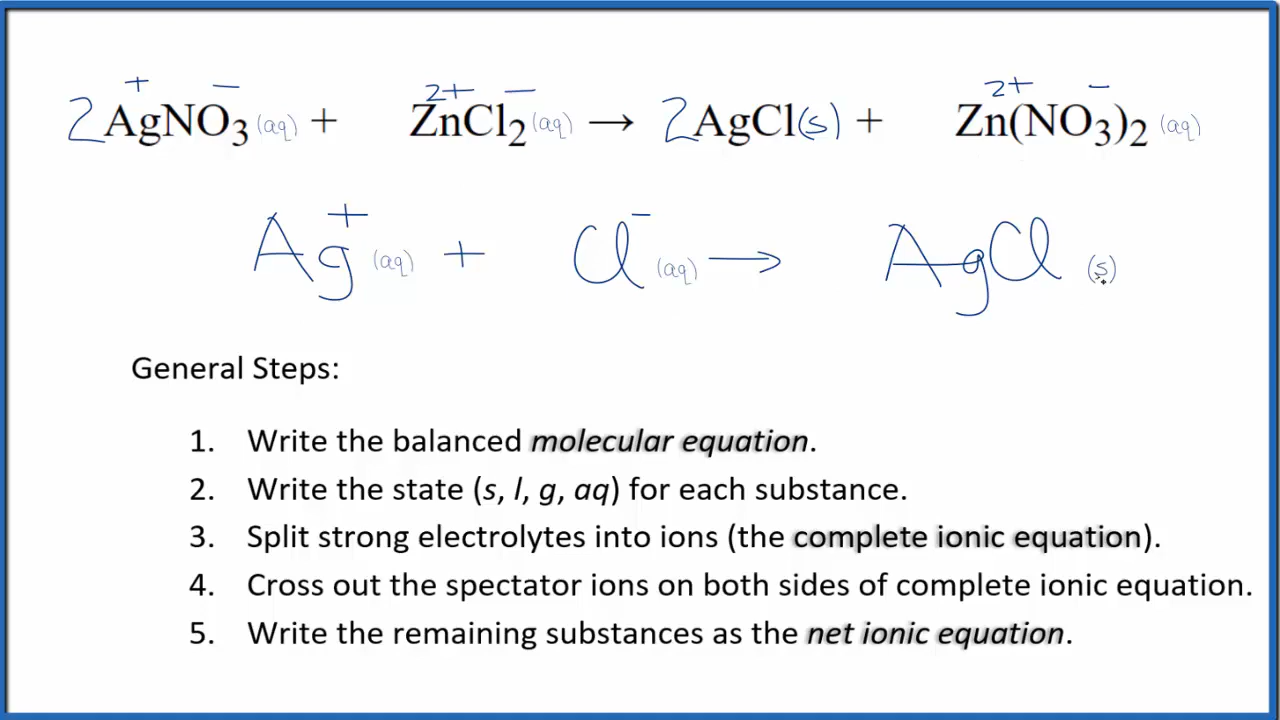 2AgNO₃(aq) + ZnCl₂(aq) → 2AgCl(s) + Zn(NO₃)₂(aq)
+ − 2+ − 2+ −
Ag⁺(aq) + Cl⁻(aq) → AgCl(s)
General Steps:
1. Write the balanced molecular equation.
2. Write the state (s, l, g, aq) for each substance.
3. Split strong electrolytes into ions (the complete ionic equation).
4. Cross out the spectator ions on both sides of complete ionic equation.
5. Write the remaining substances as the net ionic equation.